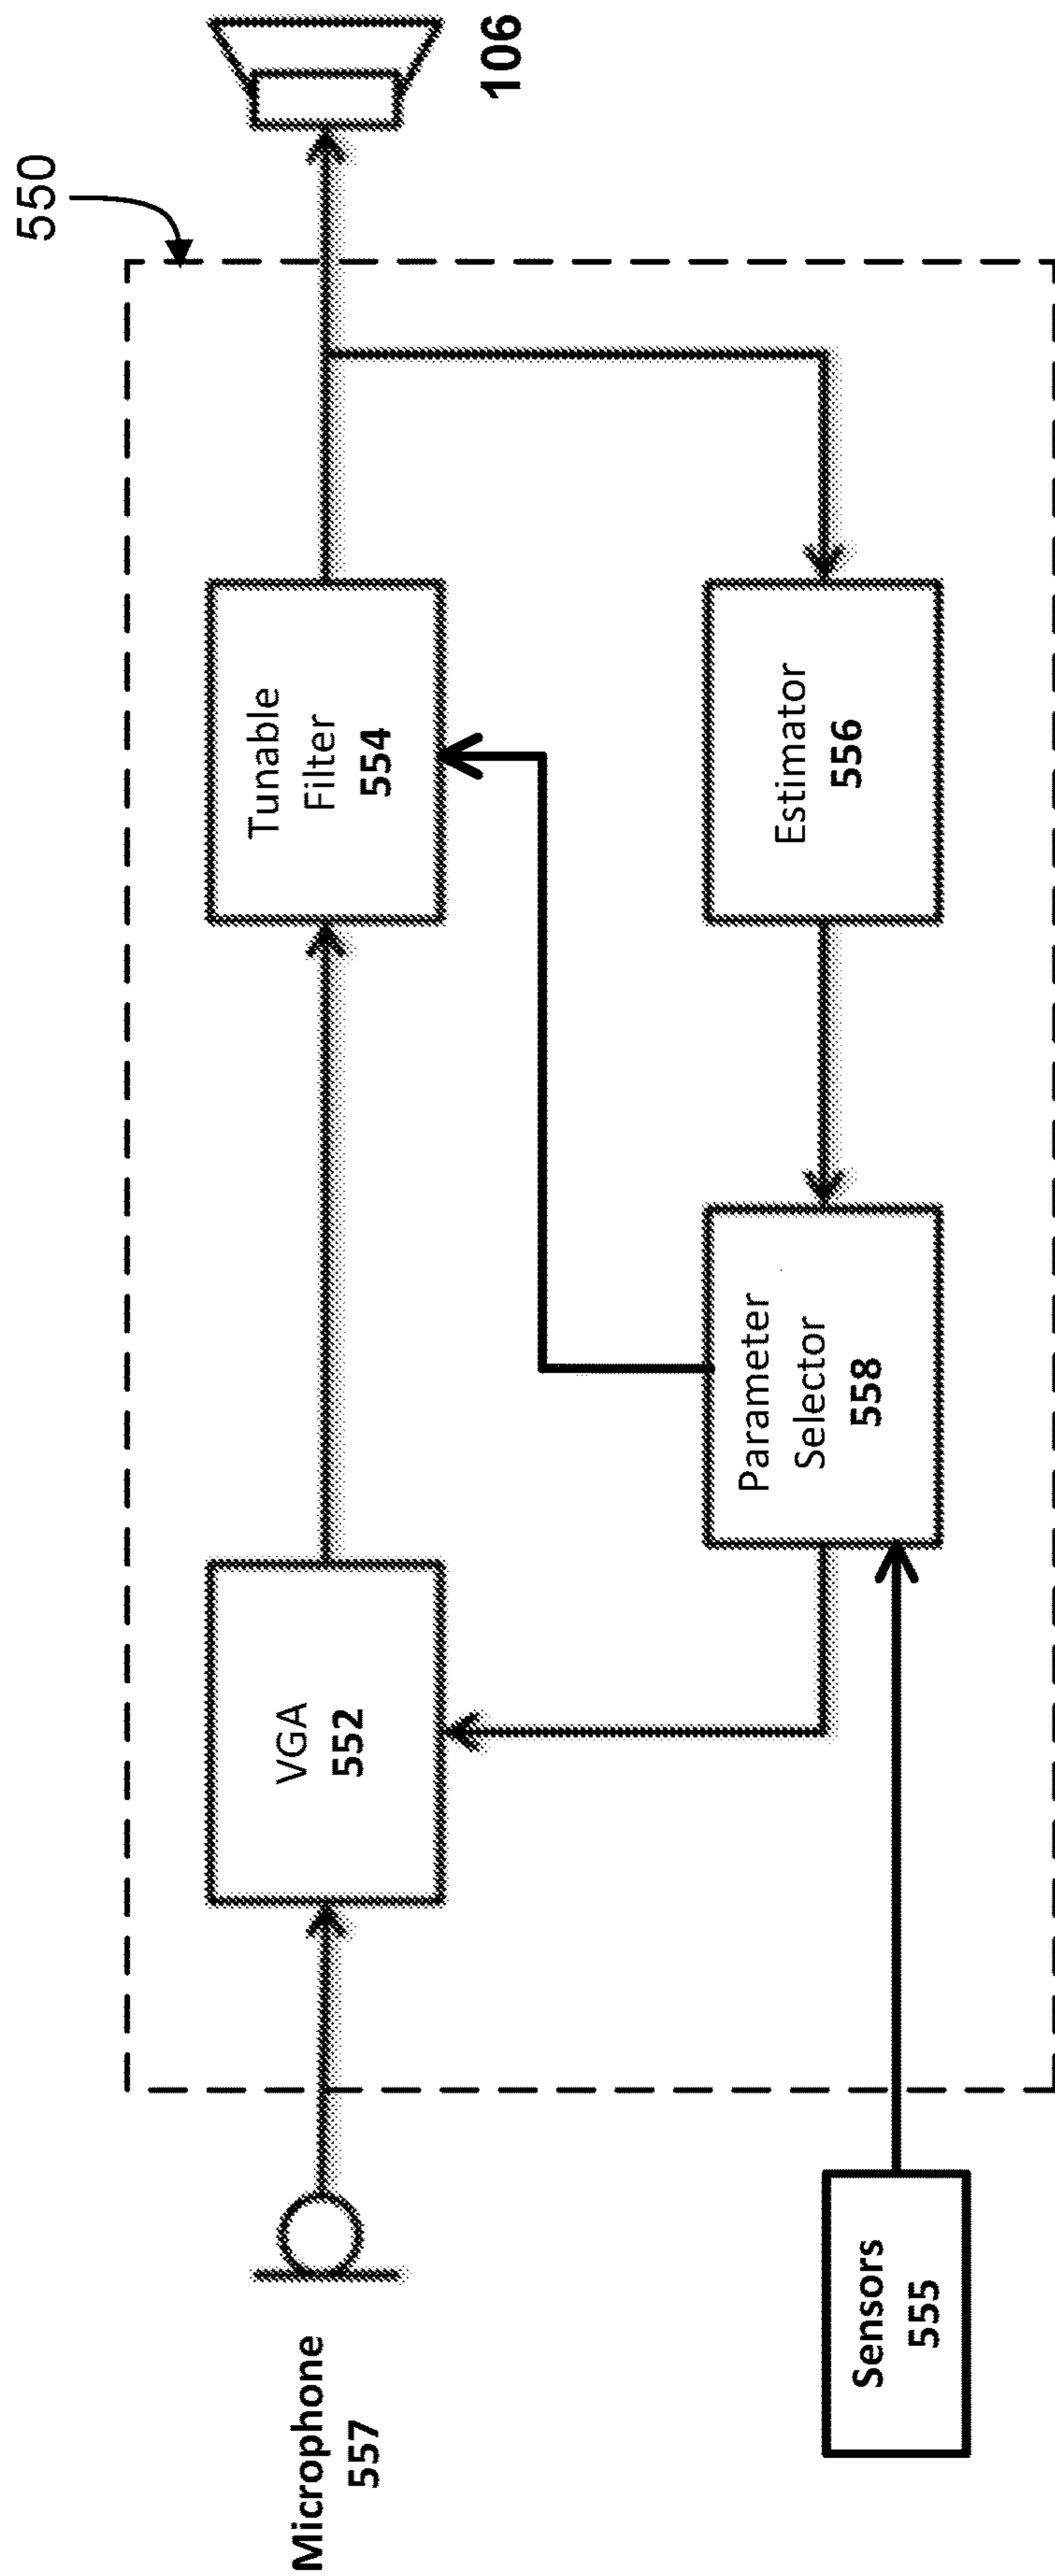 550
106
Microphone
557
VGA
552
Tunable
Filter
554
Sensors
555
Parameter
Selector
558
Estimator
556